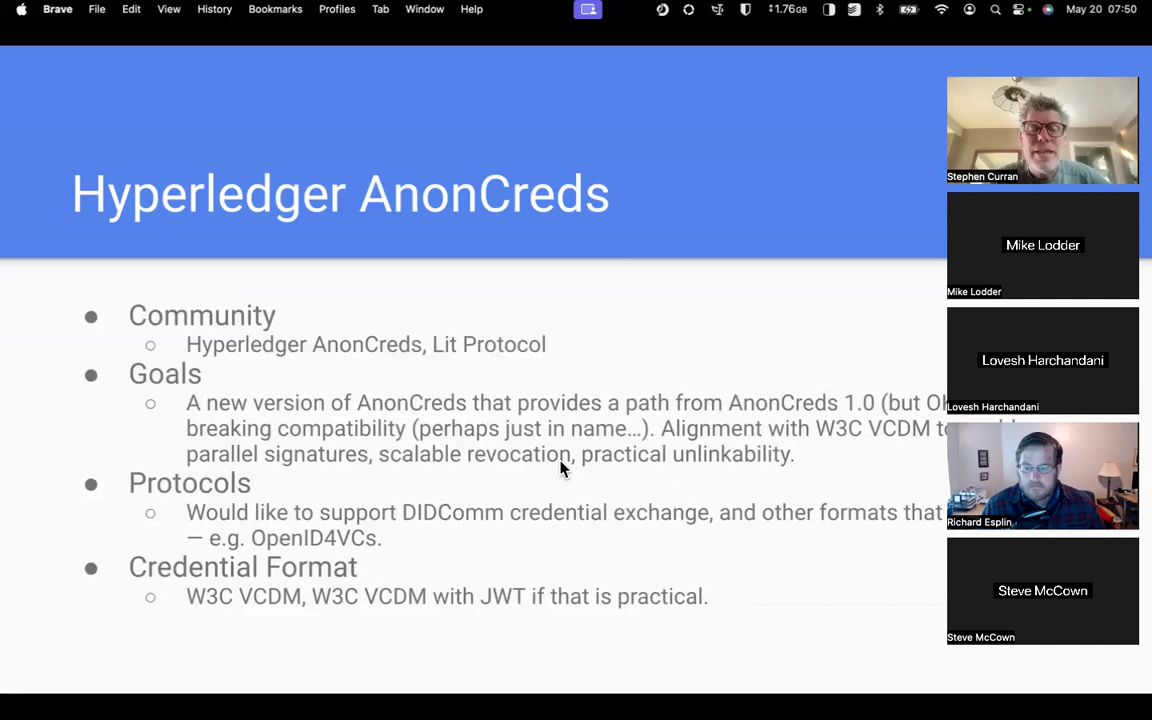 Brave File Edit View History Bookmarks Profiles Tab Window Help 1.76GB May 20 07:50
Hyperledger AnonCreds
Stephen Curran
Mike Lodder
Mike Lodder
Lovesh Harchandani
Lovesh Harchandani
Richard Esplin
Steve McCown
Steve McCown
● Community
○ Hyperledger AnonCreds, Lit Protocol
● Goals
○ A new version of AnonCreds that provides a path from AnonCreds 1.0 (but
breaking compatibility (perhaps just in name…). Alignment with W3C VCDM
parallel signatures, scalable revocation, practical unlinkability.
● Protocols
○ Would like to support DIDComm credential exchange, and other formats that
— e.g. OpenID4VCs.
● Credential Format
○ W3C VCDM, W3C VCDM with JWT if that is practical.